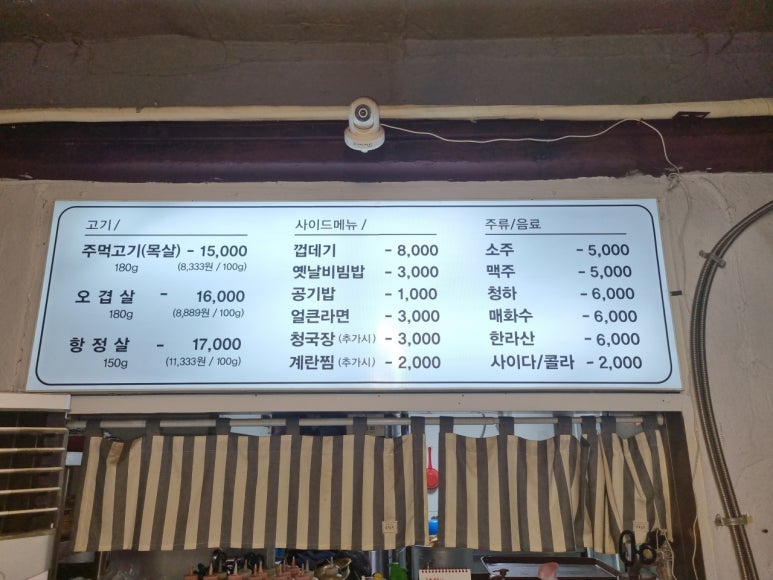 고기/
주먹고기(목살) - 15,000
180g (8,333원 / 100g)
오겹살 - 16,000
180g (8,889원 / 100g)
항정살 - 17,000
150g (11,333원 / 100g)
사이드메뉴 /
껍데기 - 8,000
옛날비빔밥 - 3,000
공기밥 - 1,000
얼큰라면 - 3,000
청국장 (추가시) - 3,000
계란찜 (추가시) - 2,000
주류/음료
소주 - 5,000
맥주 - 5,000
청하 - 6,000
매화수 - 6,000
한라산 - 6,000
사이다/콜라 - 2,000